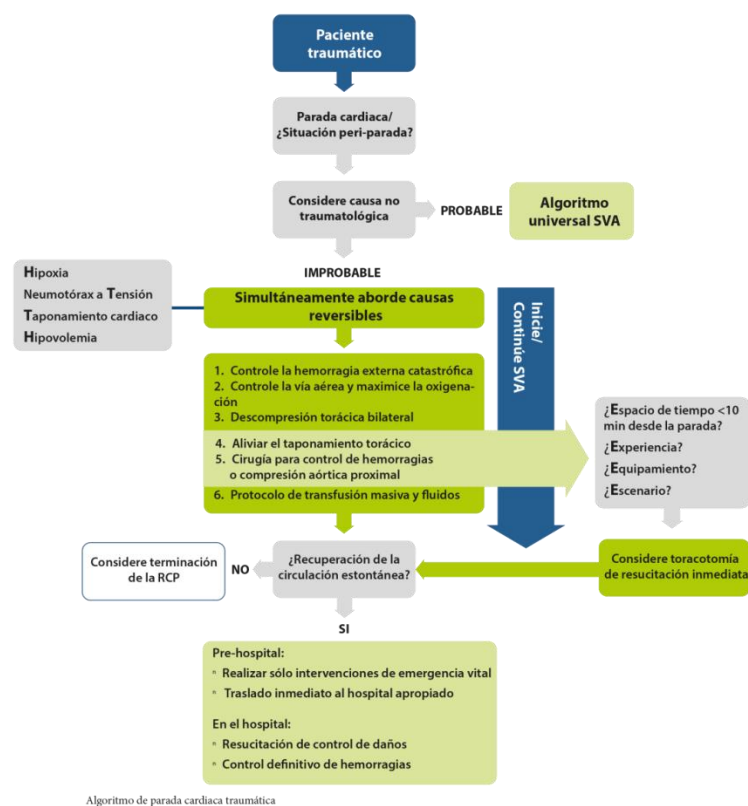 Paciente
traumático
Parada cardiaca/
¿Situación peri-parada?
Considere causa no
traumatológica
PROBABLE
Algoritmo
universal SVA
IMPROBABLE
Hipoxia
Neumotórax a Tensión
Taponamiento cardiaco
Hipovolemia
Simultáneamente aborde causas
reversibles
Inicie/
Continúe SVA
1. Controle la hemorragia externa catastrófica
2. Controle la vía aérea y maximice la oxigena-
ción
3. Descompresión torácica bilateral
4. Aliviar el taponamiento torácico
5. Cirugía para control de hemorragias
o compresión aórtica proximal
6. Protocolo de transfusión masiva y fluidos
¿Espacio de tiempo <10
min desde la parada?
¿Experiencia?
¿Equipamiento?
¿Escenario?
Considere terminación
de la RCP
NO
¿Recuperación de la
circulación estontánea?
Considere toracotomía
de resucitación inmediata
SI
Pre-hospital:
▫ Realizar sólo intervenciones de emergencia vital
▫ Traslado inmediato al hospital apropiado
En el hospital:
▫ Resucitación de control de daños
▫ Control definitivo de hemorragias
Algoritmo de parada cardiaca traumática